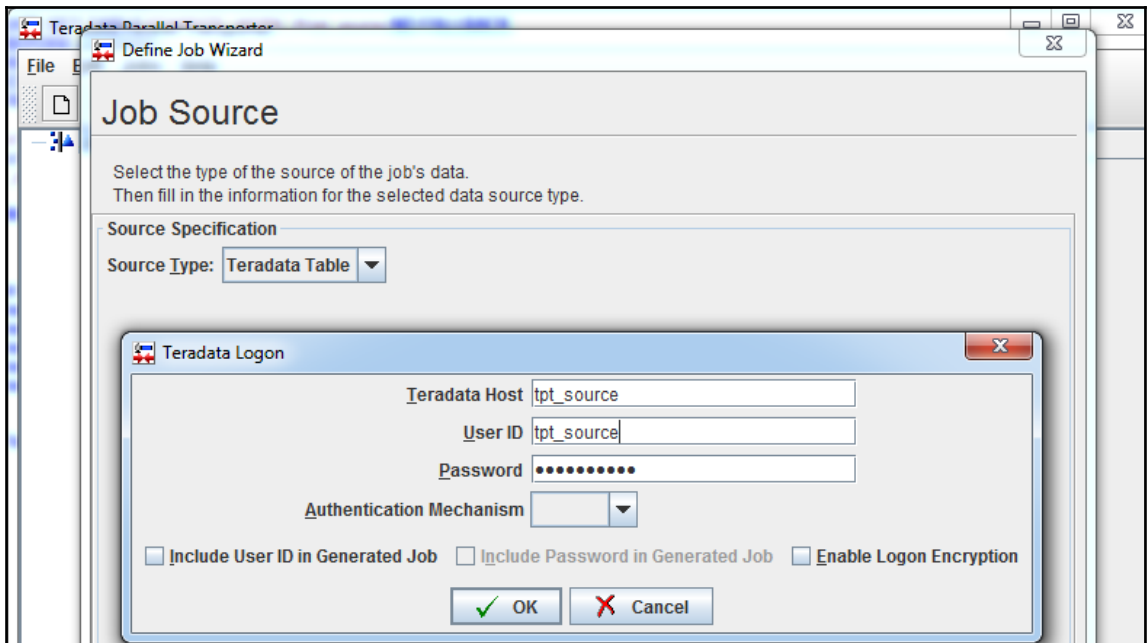 Teradata Parallel Transporter
Define Job Wizard
File
Job Source
Select the type of the source of the job's data.
Then fill in the information for the selected data source type.
Source Specification
Source Type: Teradata Table
Teradata Logon
Teradata Host tpt_source
User ID tpt_source
Password ••••••••••
Authentication Mechanism
Include User ID in Generated Job Include Password in Generated Job Enable Logon Encryption
OK Cancel